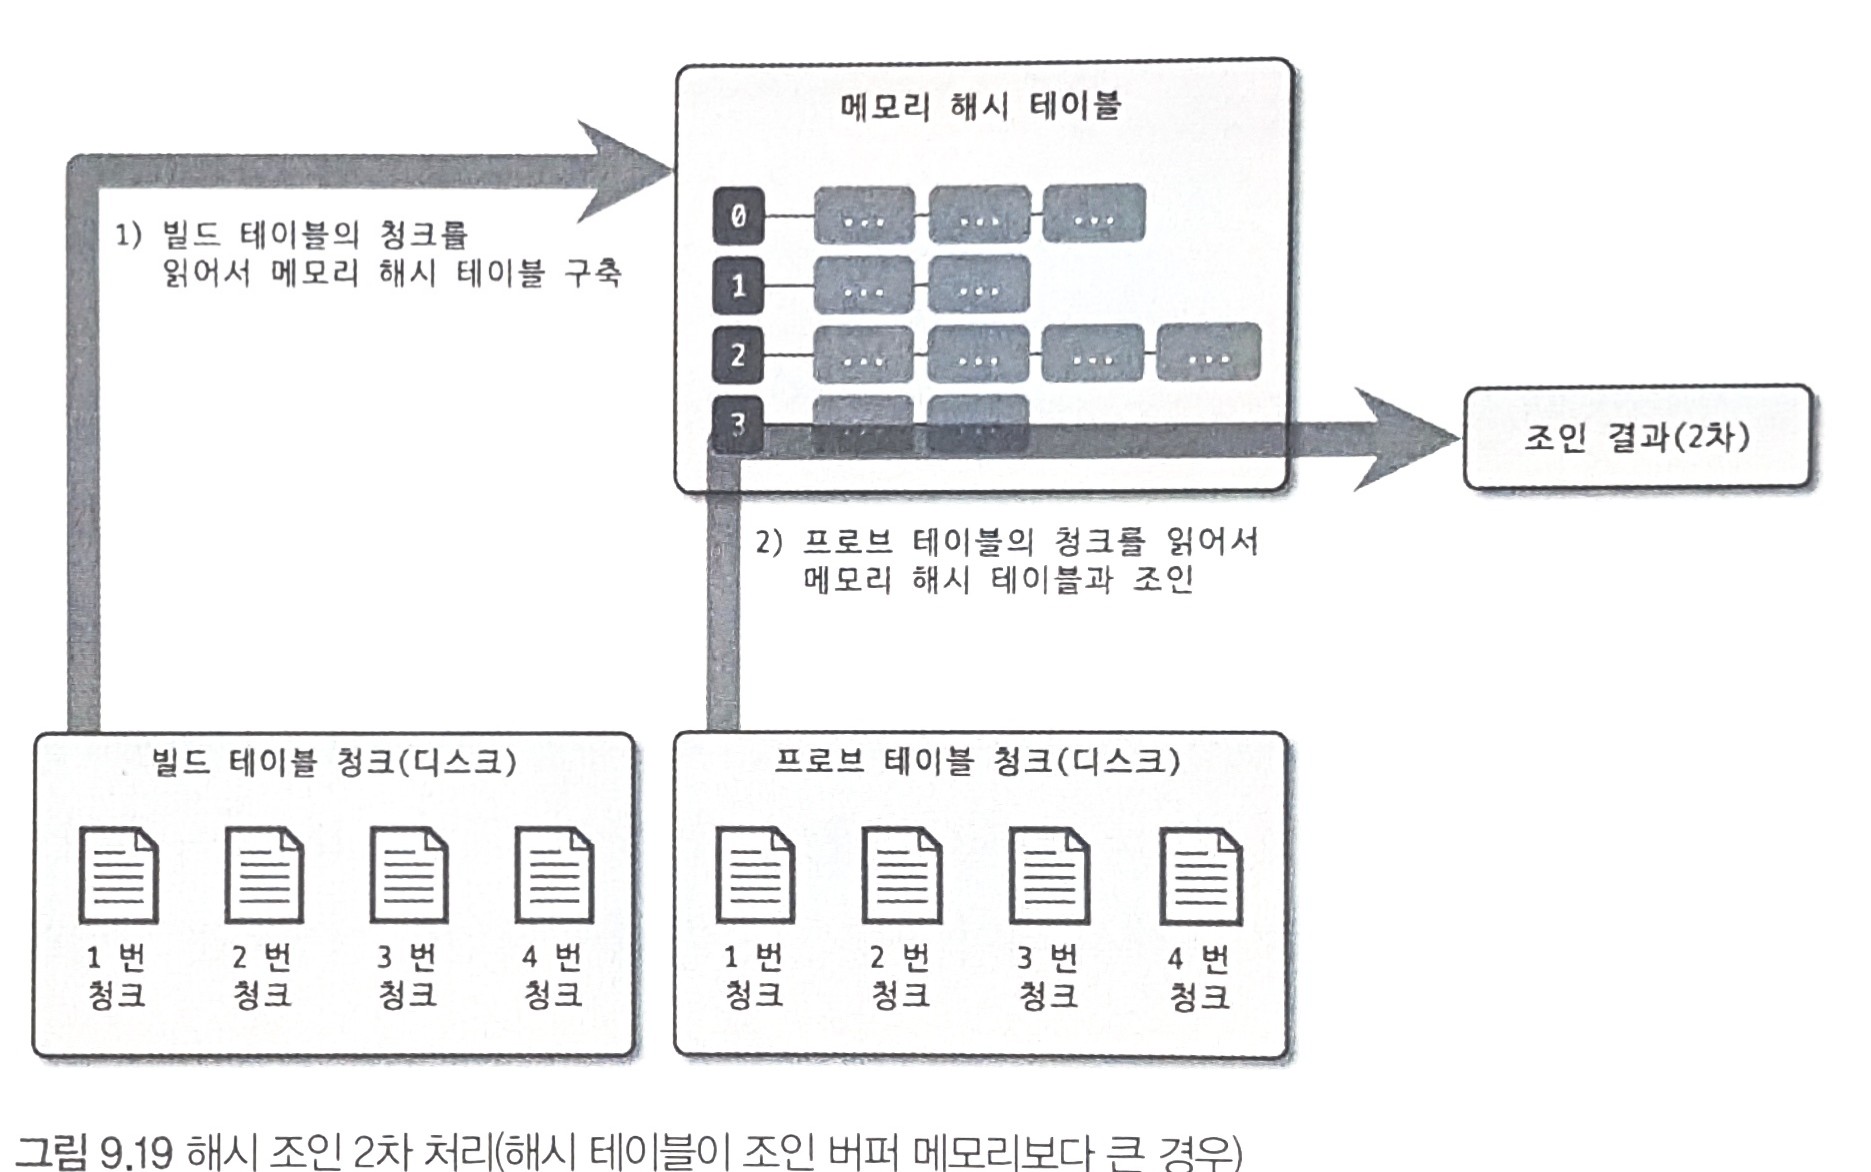 메모리 해시 테이블
0 ... ... ...
1 ... ...
2 ... ... ... ...
3 ... ...
1) 빌드 테이블의 청크를
읽어서 메모리 해시 테이블 구축
조인 결과(2차)
2) 프로브 테이블의 청크를 읽어서
메모리 해시 테이블과 조인
빌드 테이블 청크(디스크)
1 번 2 번 3 번 4 번
청크 청크 청크 청크
프로브 테이블 청크(디스크)
1 번 2 번 3 번 4 번
청크 청크 청크 청크
그림 9.19 해시 조인 2차 처리(해시 테이블이 조인 버퍼 메모리보다 큰 경우)